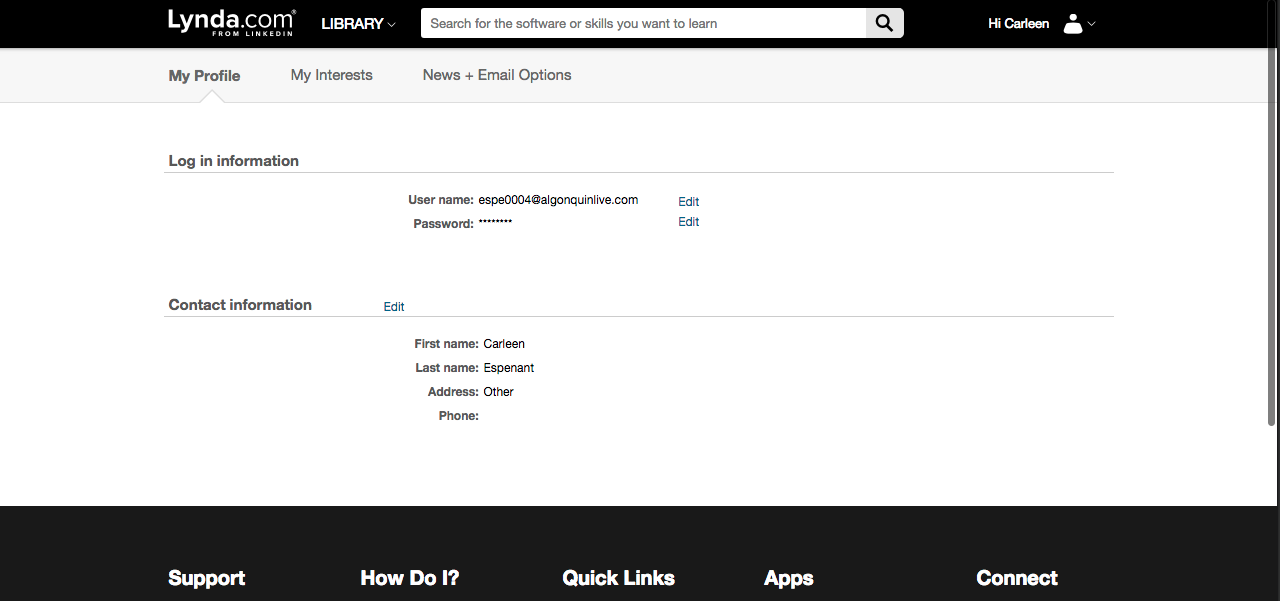 Lynda.com®
FROM LINKEDIN
LIBRARY
Search for the software or skills you want to learn
Hi Carleen
My Profile My Interests News + Email Options
Log in information
User name: espe0004@algonquinlive.com Edit
Password: ******** Edit
Contact information Edit
First name: Carleen
Last name: Espenant
Address: Other
Phone:
Support How Do I? Quick Links Apps Connect